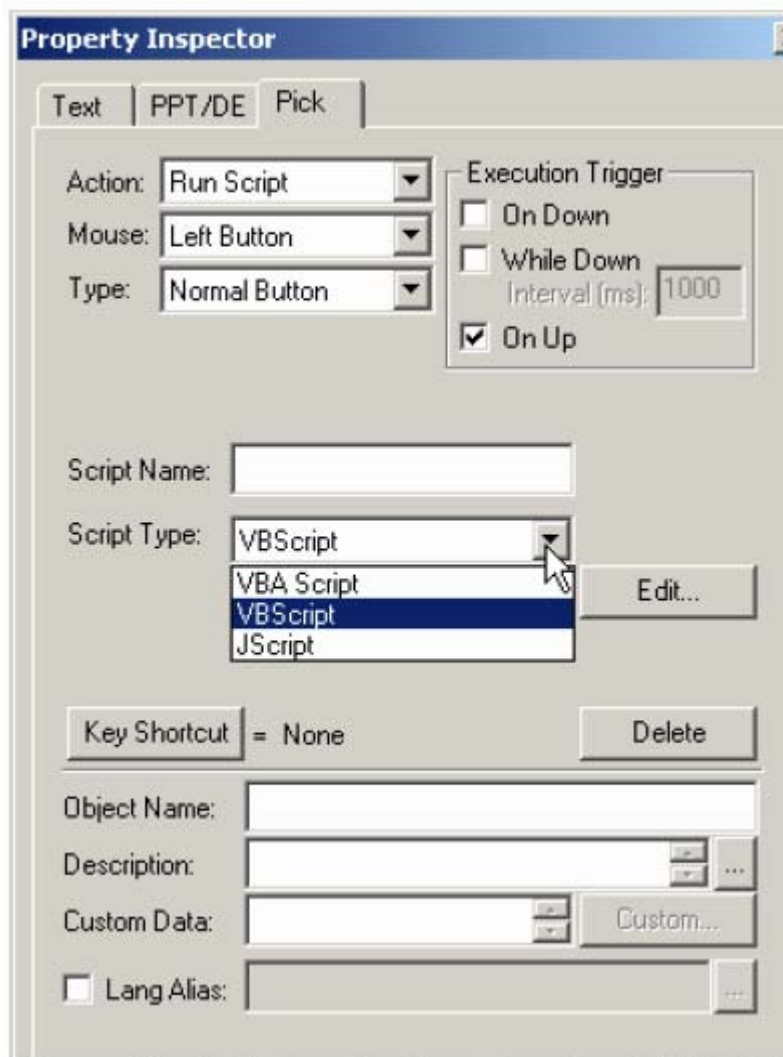 Property Inspector
Text PPT/DE Pick
Action: Run Script
Mouse: Left Button
Type: Normal Button
Execution Trigger
On Down
While Down
Interval (ms): 1000
On Up
Script Name:
Script Type: VBScript
VBA Script
VBScript
JScript
Edit...
Key Shortcut = None
Delete
Object Name:
Description: ...
Custom Data: Custom...
Lang Alias: ...